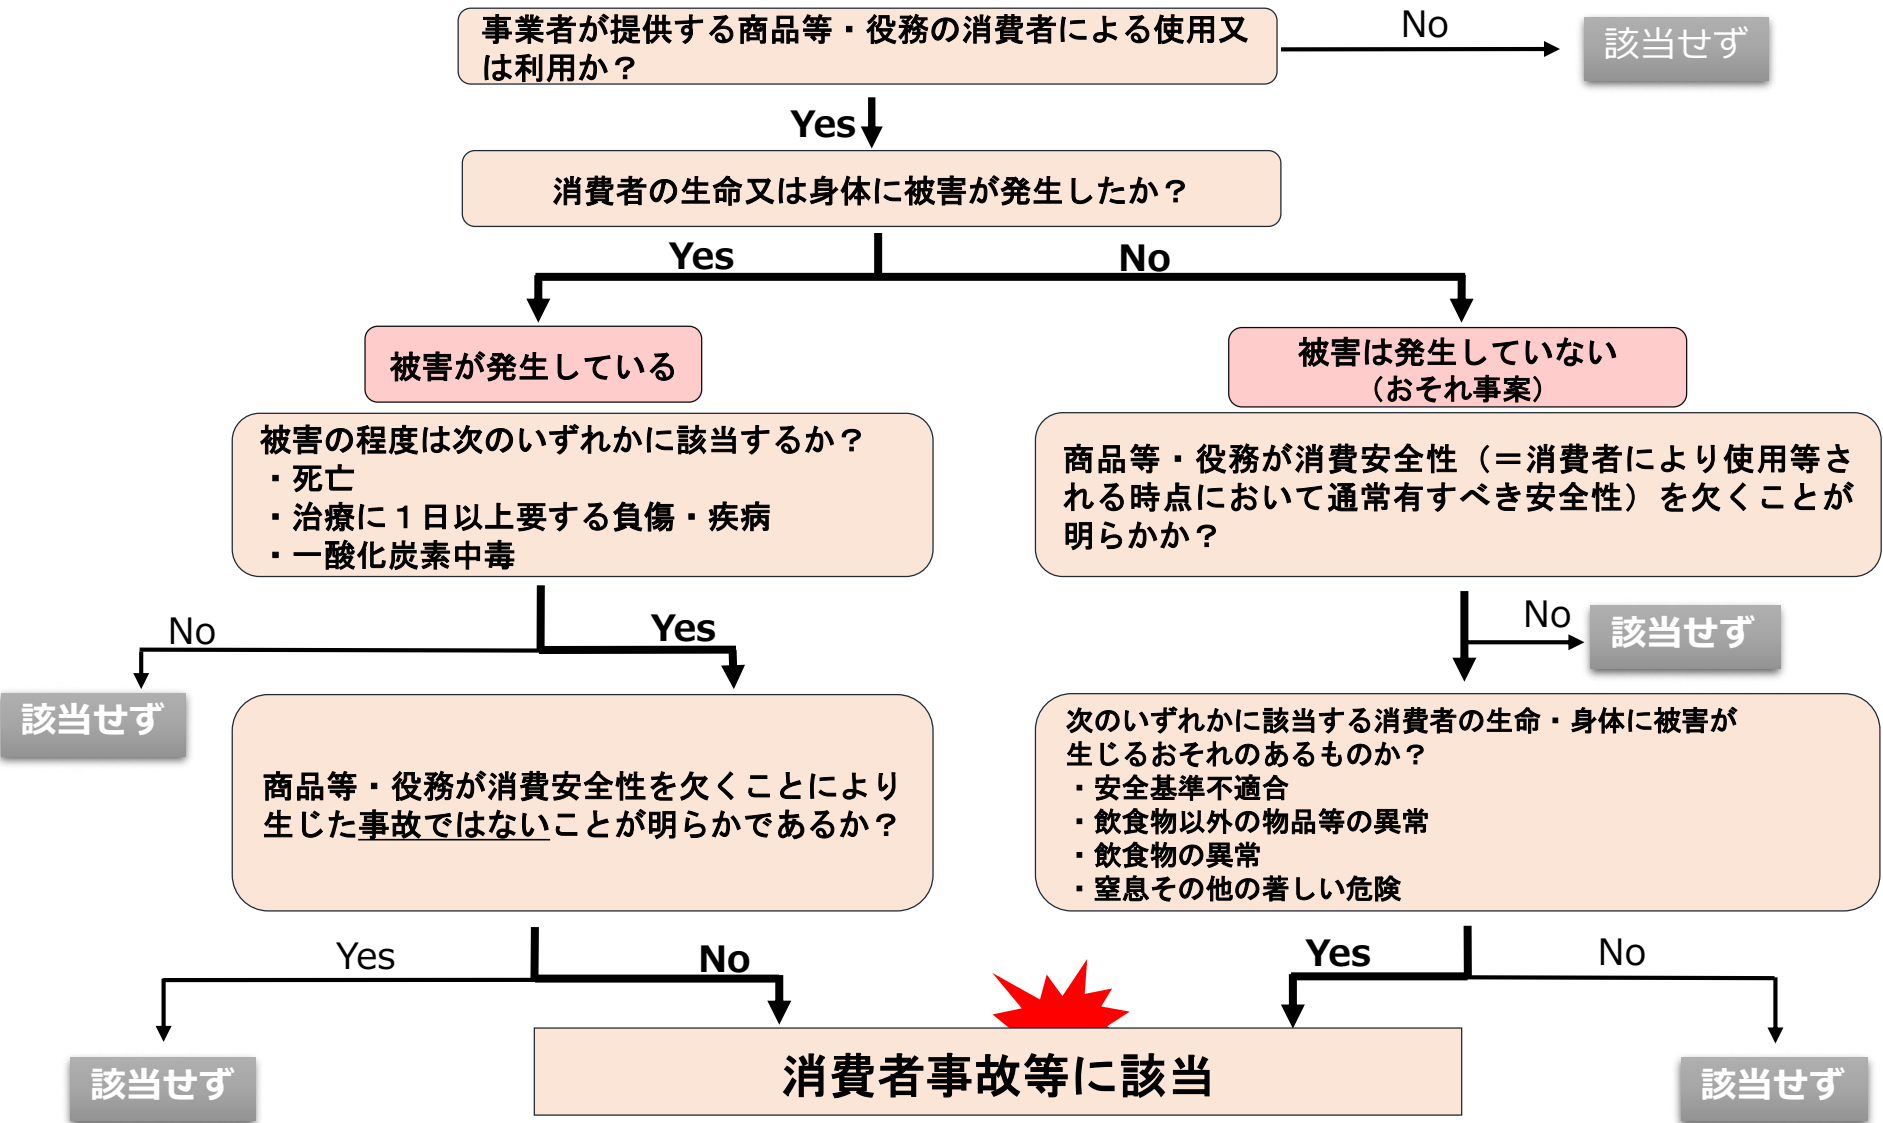 事業者が提供する商品等・役務の消費者による使用又
は利用か？
No
該当せず
Yes
消費者の生命又は身体に被害が発生したか？
Yes
No
被害が発生している
被害は発生していない
（おそれ事案）
被害の程度は次のいずれかに該当するか？
・死亡
・治療に１日以上要する負傷・疾病
・一酸化炭素中毒
商品等・役務が消費安全性（＝消費者により使用等さ
れる時点において通常有すべき安全性）を欠くことが
明らかか？
No
Yes
No
該当せず
該当せず
商品等・役務が消費安全性を欠くことにより
生じた事故ではないことが明らかであるか？
次のいずれかに該当する消費者の生命・身体に被害が
生じるおそれのあるものか？
・安全基準不適合
・飲食物以外の物品等の異常
・飲食物の異常
・窒息その他の著しい危険
Yes
No
Yes
No
該当せず
消費者事故等に該当
該当せず